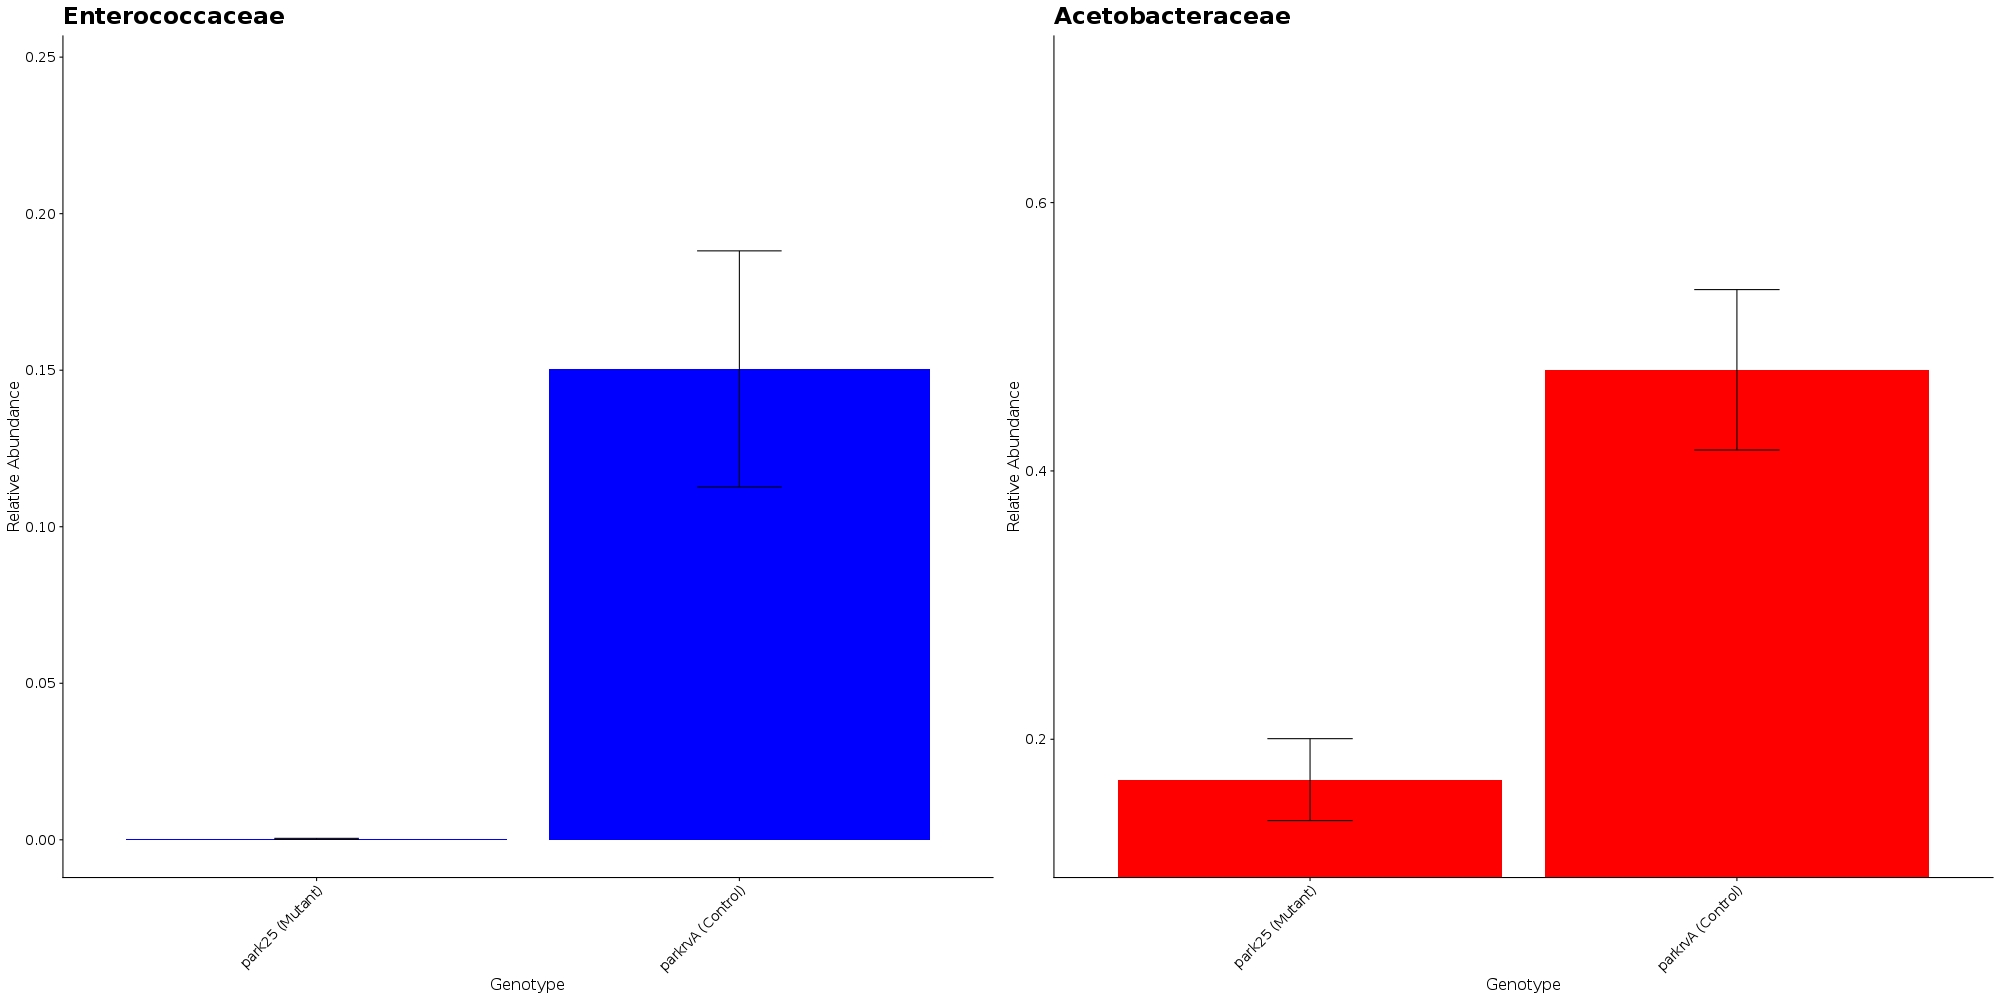 Enterococcaceae
Relative Abundance
0.25
0.20
0.15
0.10
0.05
0.00
park25 (Mutant)
parkrvA (Control)
Genotype
Acetobacteraceae
Relative Abundance
0.6
0.4
0.2
park25 (Mutant)
parkrvA (Control)
Genotype